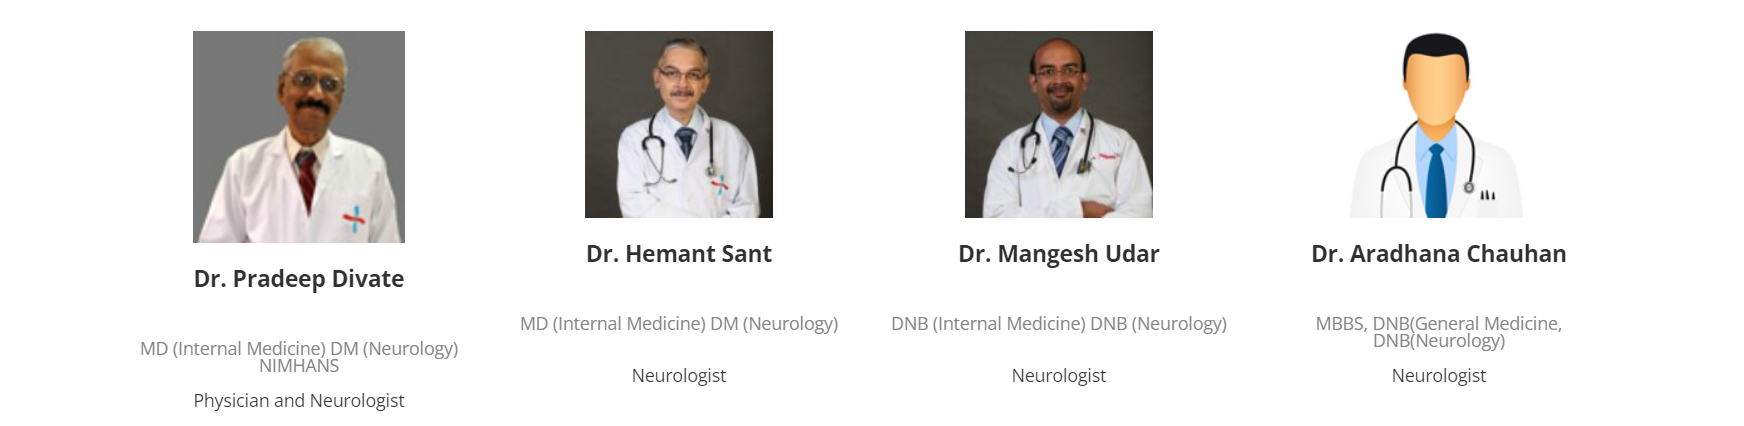 Dr. Pradeep Divate
MD (Internal Medicine) DM (Neurology)
NIMHANS
Physician and Neurologist
Dr. Hemant Sant
MD (Internal Medicine) DM (Neurology)
Neurologist
Dr. Mangesh Udar
DNB (Internal Medicine) DNB (Neurology)
Neurologist
Dr. Aradhana Chauhan
MBBS, DNB(General Medicine,
DNB(Neurology)
Neurologist